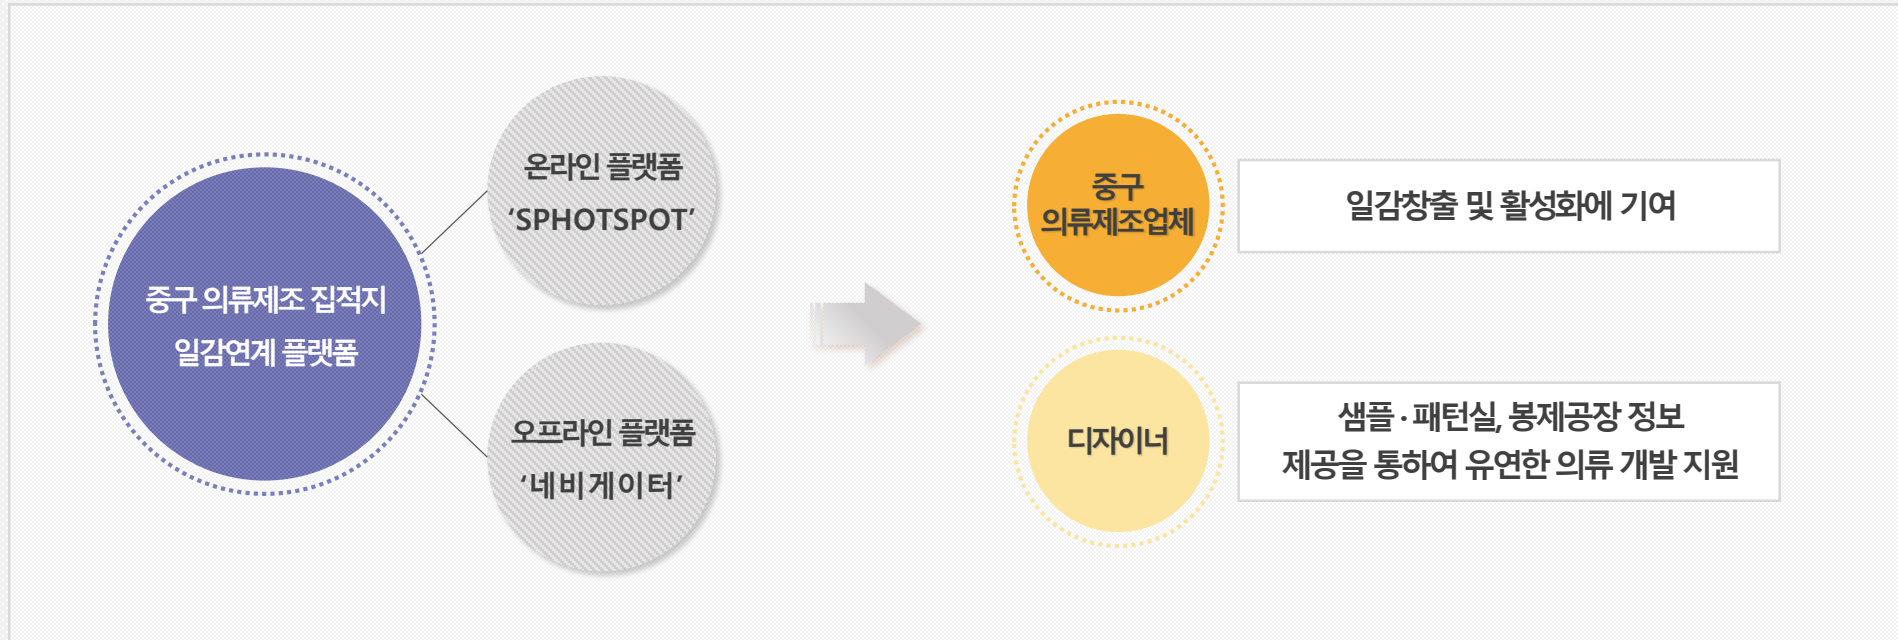 중구 의류제조 집적지
일감연계 플랫폼
온라인 플랫폼
‘SPHOTSPOT’
오프라인 플랫폼
‘네비게이터’
중구
의류제조업체
일감창출 및 활성화에 기여
디자이너
샘플·패턴실, 봉제공장 정보
제공을 통하여 유연한 의류 개발 지원